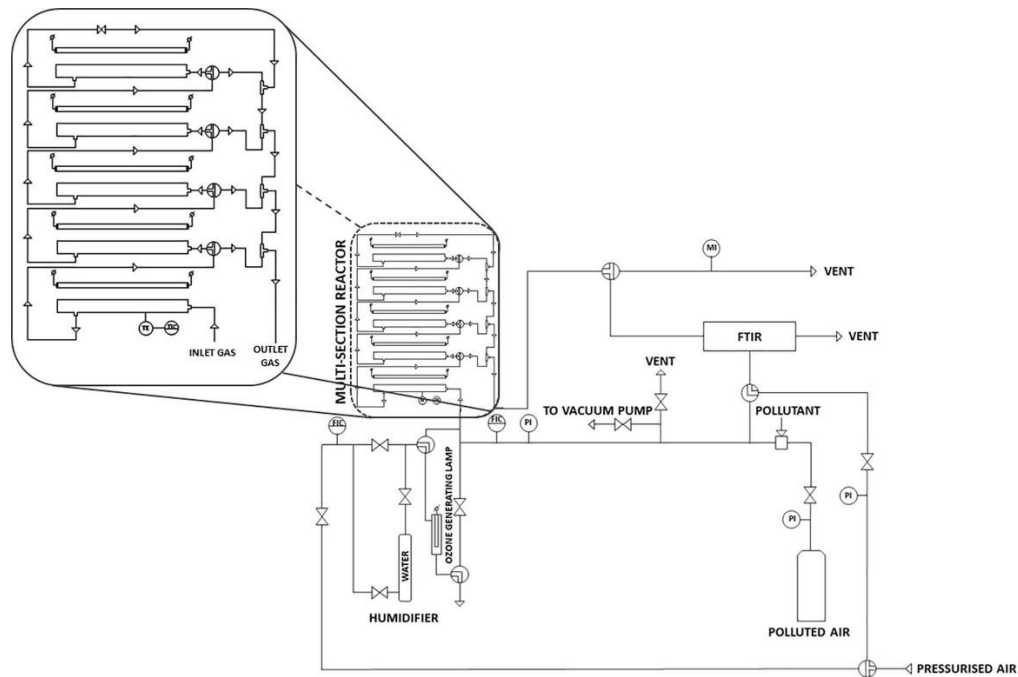 TE
TIC
INLET GAS
OUTLET
GAS
MULTI-SECTION REACTOR
MI
VENT
FTIR
VENT
VENT
TO VACUUM PUMP
POLLUTANT
FIC
FIC
PI
OZONE GENERATING LAMP
WATER
HUMIDIFIER
PI
PI
POLLUTED AIR
PRESSURISED AIR